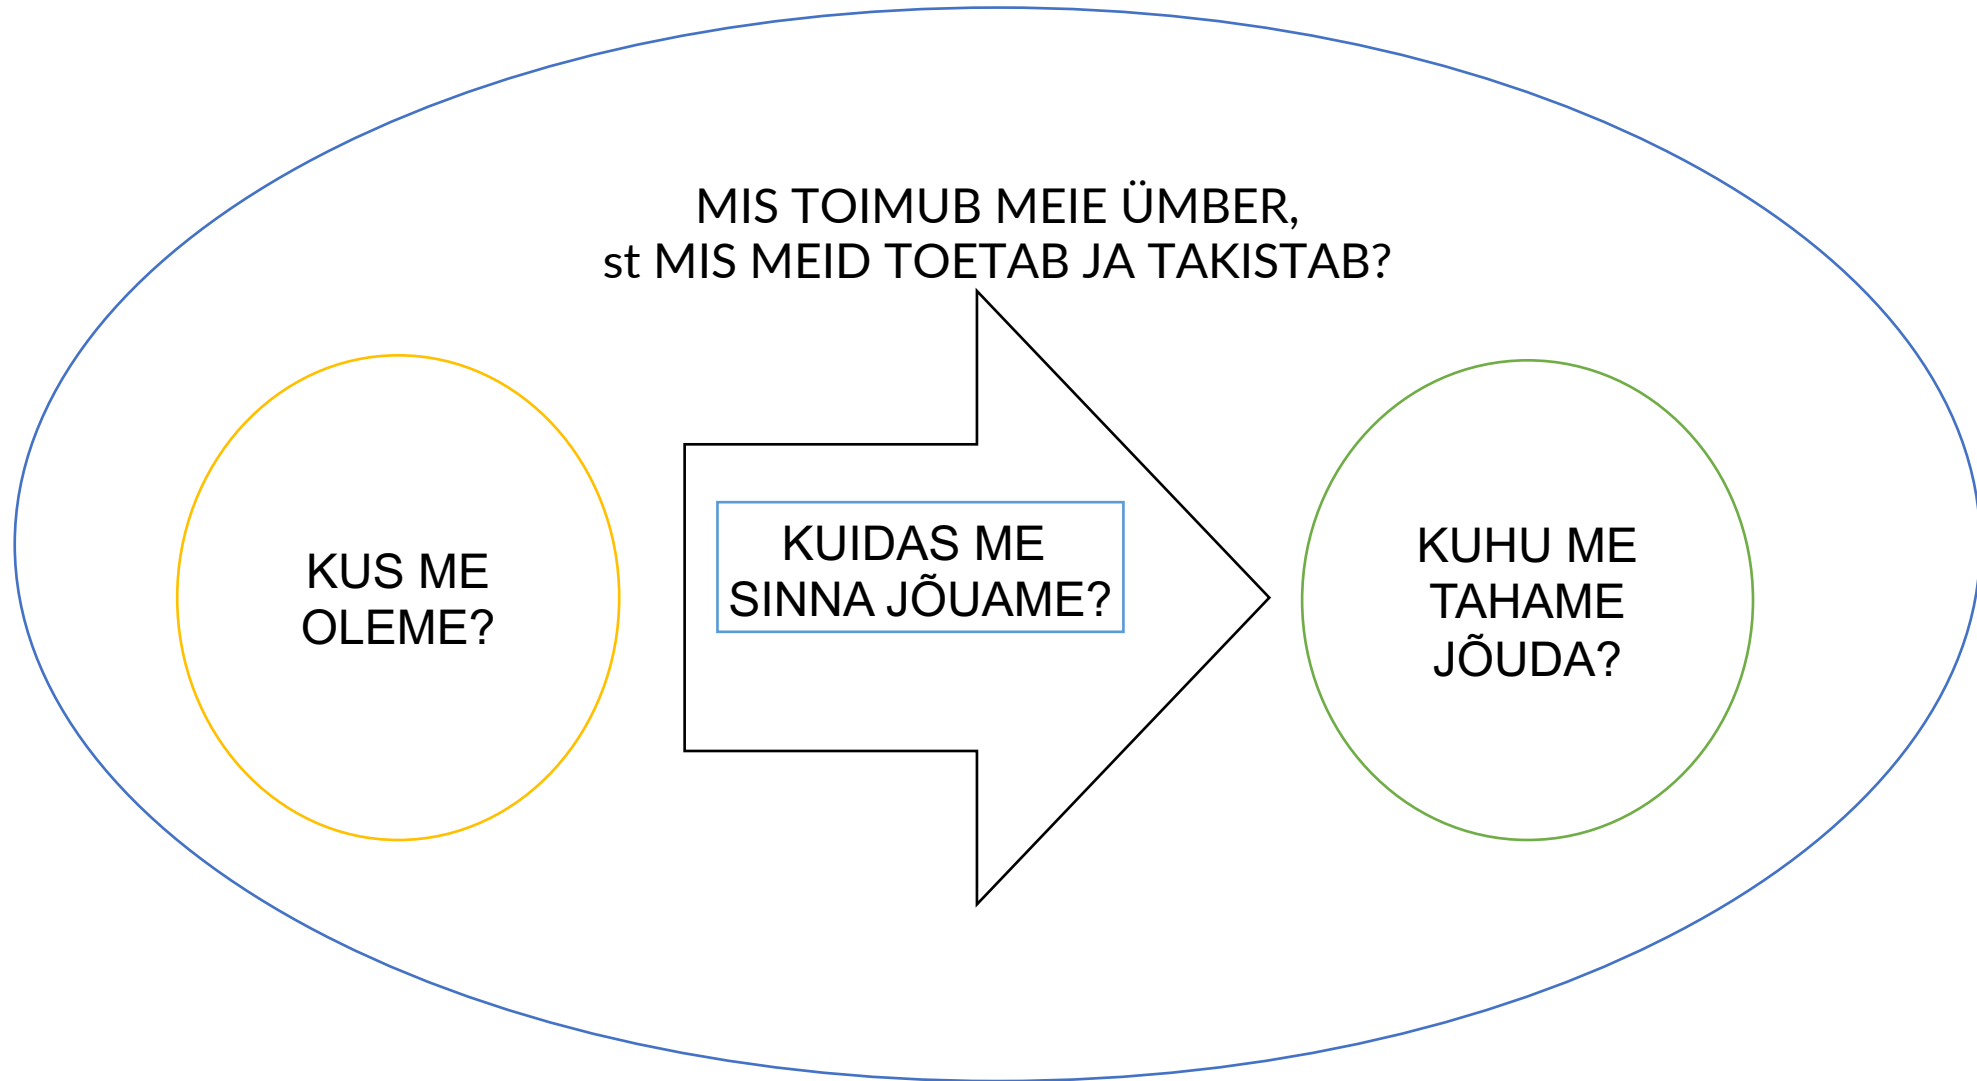 MIS TOIMUB MEIE ÜMBER,
st MIS MEID TOETAB JA TAKISTAB?
KUS ME
OLEME?
KUIDAS ME
SINNA JÕUAME?
KUHU ME
TAHAME
JÕUDA?